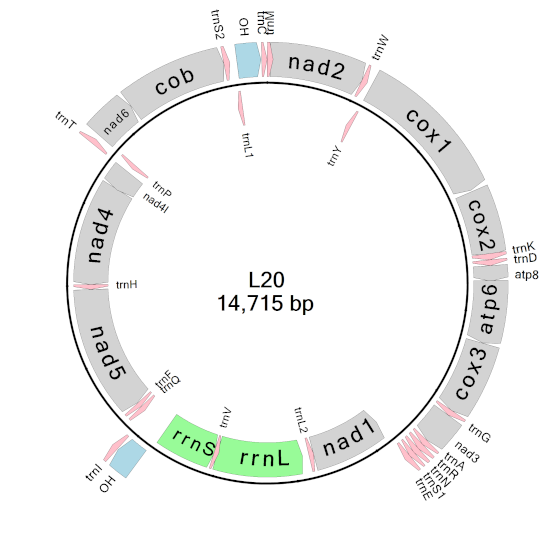 trnM
nad2
trnW
trnY
cox1
cox2
trnK
trnD
atp8
atp6
cox3
trnG
nad3
trnA
trnR
trnN
trnS1
trnE
nad1
trnL2
rrnL
trnV
rrnS
OH
trnI
trnQ
trnF
nad5
trnH
nad4
nad4l
trnP
trnT
nad6
cob
trnS2
trnL1
OH
trnC
L20
14,715 bp